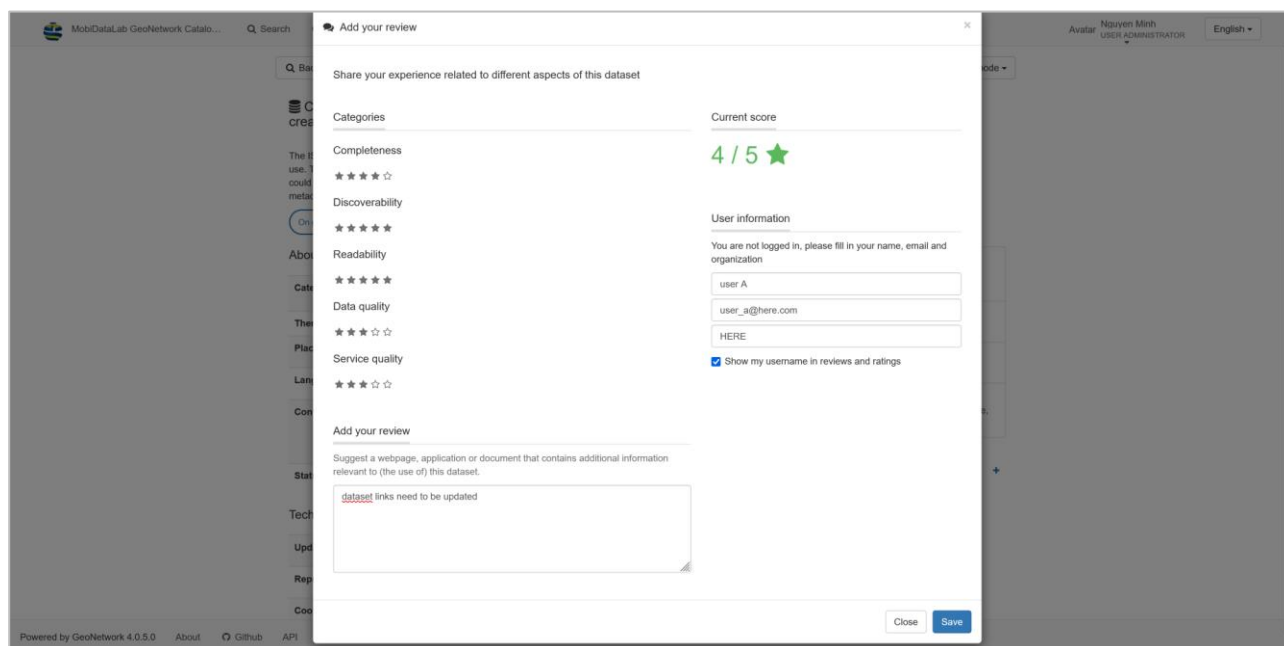 MobiDataLab GeoNetwork Catalo...
Search
Add your review
×
Avatar
Nguyen Minh
USER ADMINISTRATOR
English
Share your experience related to different aspects of this dataset
Categories
Completeness
Discoverability
Readability
Data quality
Service quality
Current score
4 / 5
User information
You are not logged in, please fill in your name, email and
organization
user A
user_a@here.com
HERE
Show my username in reviews and ratings
Add your review
Suggest a webpage, application or document that contains additional information
relevant to (the use of) this dataset.
dataset links need to be updated
Close
Save
The
use.
could
On
Tech
Powered by GeoNetwork 4.0.5.0
About
Github
API